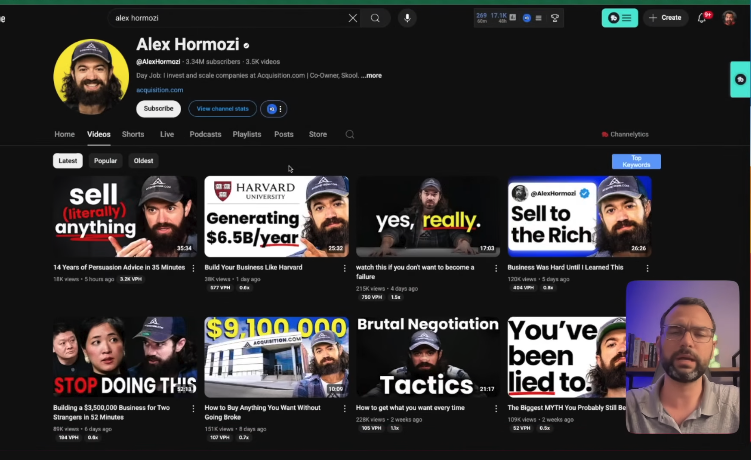 alex hormozi
269 17.1K
60m 48h
Create
9+
Alex Hormozi
@AlexHormozi · 3.34M subscribers · 3.5K videos
Day Job: I invest and scale companies at Acquisition.com | Co-Owner, Skool. ...more
acquisition.com
Subscribe
View channel stats
Home Videos Shorts Live Podcasts Playlists Posts Store
Channelytics
Latest Popular Oldest
Top
Keywords
sell
(literally)
anything
35:34
HARVARD
UNIVERSITY
Generating
$6.5B/year
25:32
yes, really.
17:03
@AlexHormozi
Sell to
the Rich
26:26
14 Years of Persuasion Advice in 35 Minutes
18K views • 5 hours ago 3.2K VPH
Build Your Business Like Harvard
38K views • 1 day ago
577 VPH 0.6x
watch this if you don't want to become a
failure
215K views • 4 days ago
750 VPH 1.5x
Business Was Hard Until I Learned This
120K views • 5 days ago
404 VPH 0.8x
STOP DOING THIS
52:13
$9,100,000
ACQUISITION.COM
10:09
Brutal Negotiation
Tactics
21:17
You've
been
lied to.
Building a $3,500,000 Business for Two
Strangers in 52 Minutes
89K views • 6 days ago
194 VPH 0.6x
How to Buy Anything You Want Without
Going Broke
151K views • 8 days ago
107 VPH 0.7x
How to get what you want every time
228K views • 2 weeks ago
105 VPH 1.1x
The Biggest MYTH You Probably Still Be
109K views • 2 weeks ago
52 VPH 0.5x